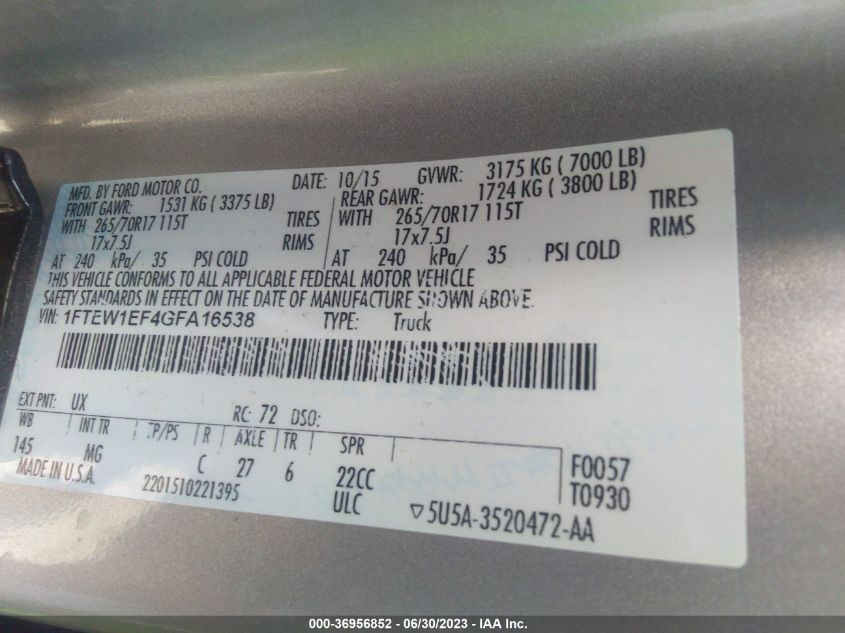 MFD. BY FORD MOTOR CO. DATE: 10/15 GVWR: 3175 KG ( 7000 LB)
FRONT GAWR: 1531 KG ( 3375 LB) REAR GAWR: 1724 KG ( 3800 LB)
WITH 265/70R17 115T TIRES WITH 265/70R17 115T TIRES
17x7.5J RIMS 17x7.5J RIMS
AT 240 kPa/ 35 PSI COLD AT 240 kPa/ 35 PSI COLD
THIS VEHICLE CONFORMS TO ALL APPLICABLE FEDERAL MOTOR VEHICLE
SAFETY STANDARDS IN EFFECT ON THE DATE OF MANUFACTURE SHOWN ABOVE.
VIN: 1FTEW1EF4GFA16538 TYPE: Truck
EXT PNT: UX RC: 72 DSO:
WB INT TR TP/PS R AXLE TR SPR
145 MG C 27 6 22CC F0057
MADE IN U.S.A. 2201510221395 ULC T0930
5U5A-3520472-AA
000-36956852 / 06/30/2023 - IAA Inc.